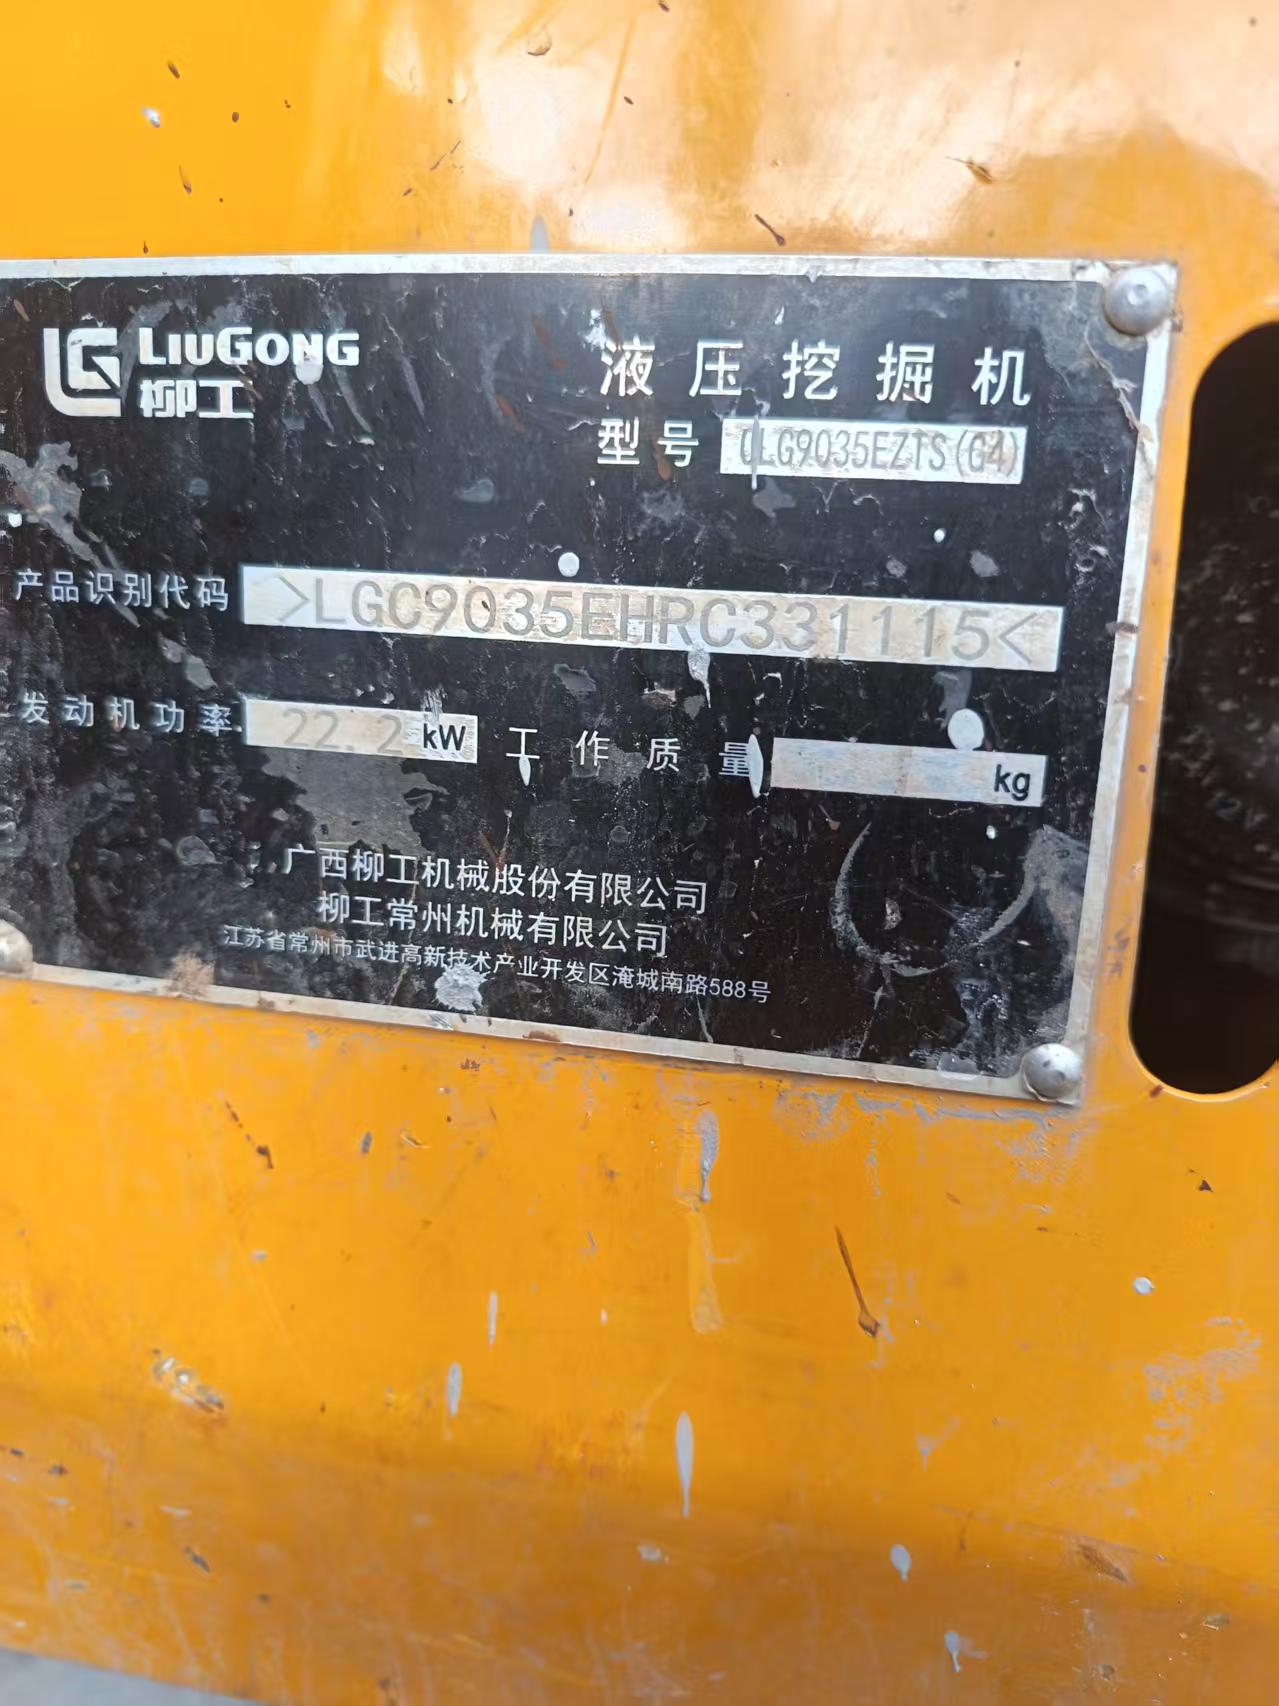 LG LIUGONG
柳工
液压挖掘机
型号 CLG9035EZTS(G4)
产品识别代码 >LGC9035EHRC331115<
发动机功率 22.2 kW 工作质量 kg
广西柳工机械股份有限公司
柳工常州机械有限公司
江苏省常州市武进高新技术产业开发区淹城南路588号